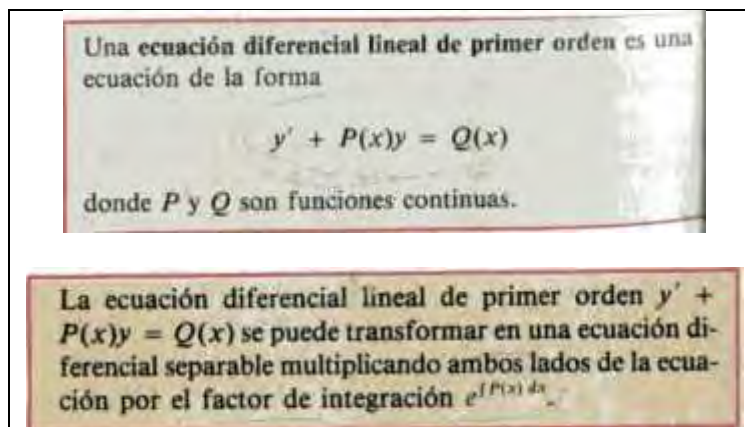 Una ecuación diferencial lineal de primer orden es una
ecuación de la forma
y' + P(x)y = Q(x)
donde P y Q son funciones continuas.
La ecuación diferencial lineal de primer orden y' +
P(x)y = Q(x) se puede transformar en una ecuación di-
ferencial separable multiplicando ambos lados de la ecua-
ción por el factor de integración e^{∫P(x) dx}.